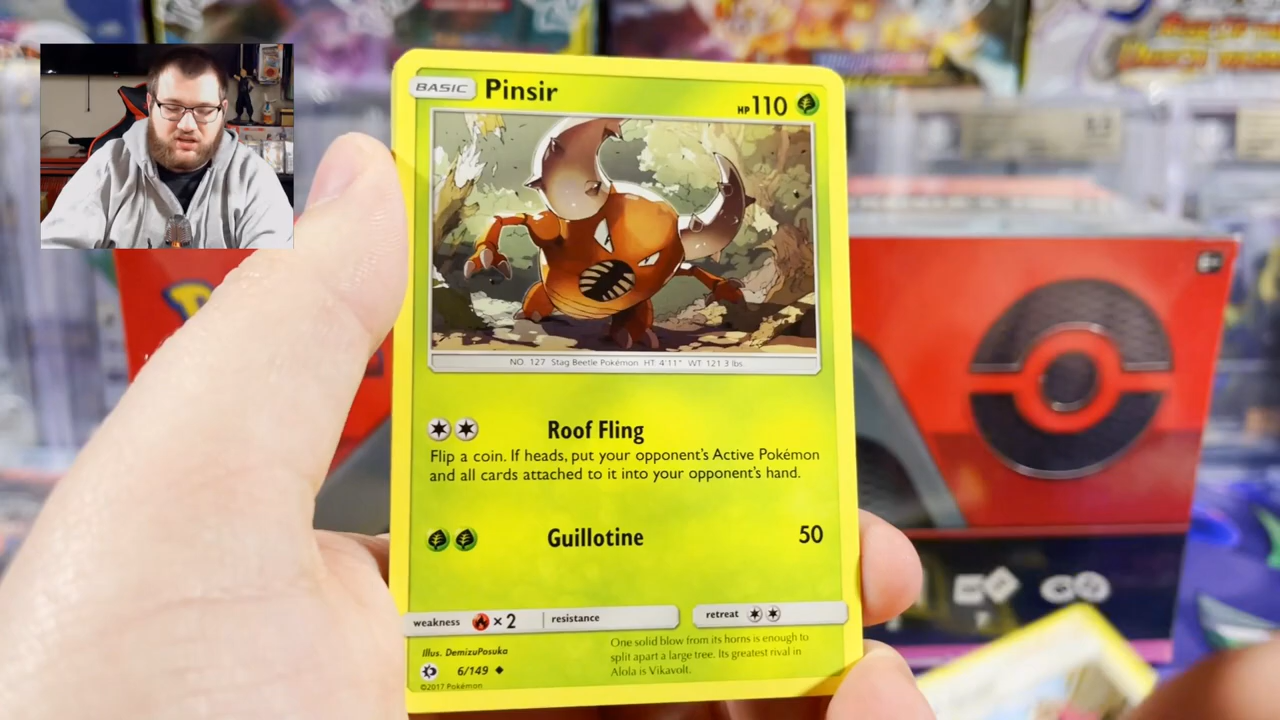 BASIC Pinsir HP 110
NO. 127 Stag Beetle Pokémon HT: 4'11" WT: 121.3 lbs.
Roof Fling
Flip a coin. If heads, put your opponent's Active Pokémon
and all cards attached to it into your opponent's hand.
Guillotine 50
weakness ×2 resistance retreat
Illus. DemizuPosuka
6/149
©2017 Pokémon
One solid blow from its horns is enough to
split apart a large tree. Its greatest rival in
Alola is Vikavolt.